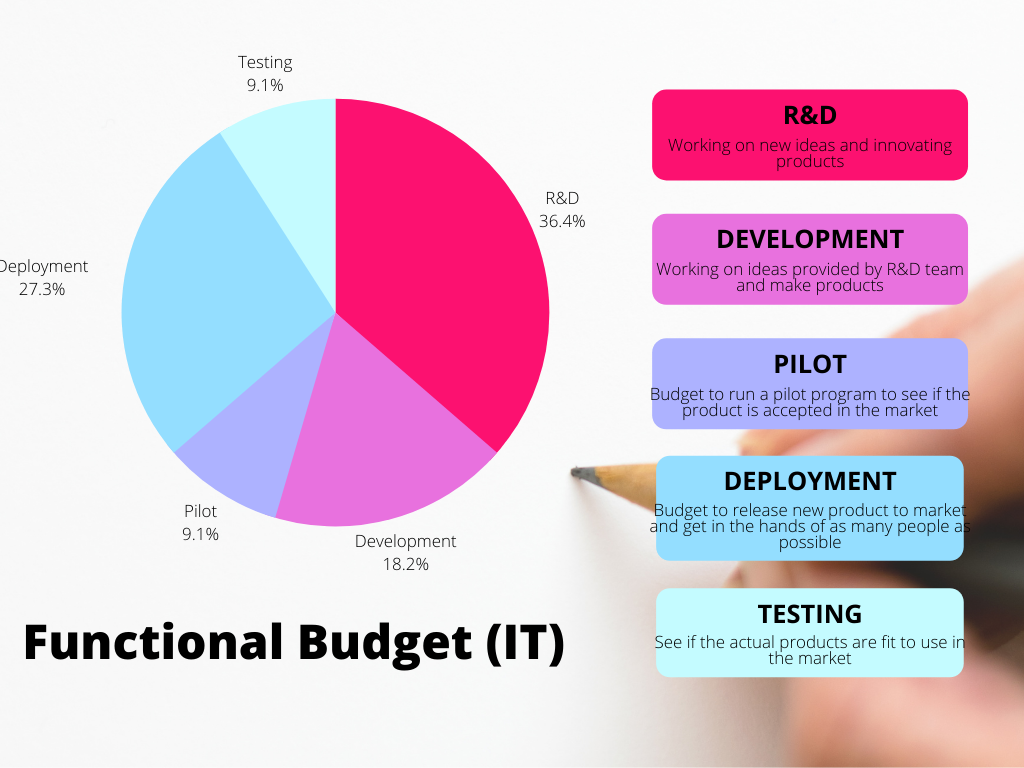 Testing
9.1%
R&D
36.4%
Deployment
27.3%
Pilot
9.1%
Development
18.2%
Functional Budget (IT)
R&D
Working on new ideas and innovating
products
DEVELOPMENT
Working on ideas provided by R&D team
and make products
PILOT
Budget to run a pilot program to see if the
product is accepted in the market
DEPLOYMENT
Budget to release new product to market
and get in the hands of as many people as
possible
TESTING
See if the actual products are fit to use in
the market